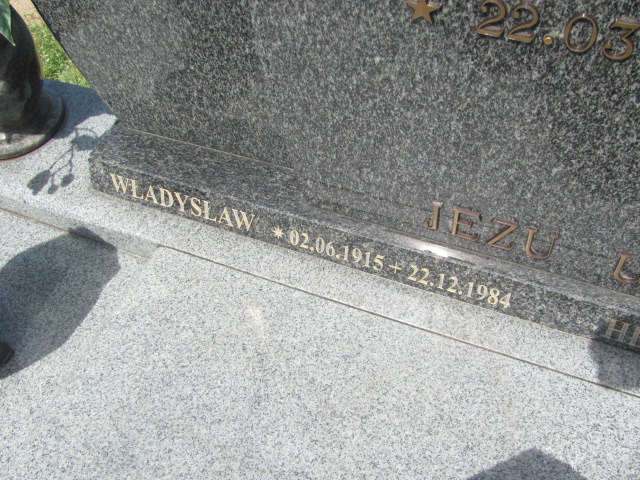 * 22.03
JEZU U
WŁADYSŁAW * 02.06.1915 + 22.12.1984